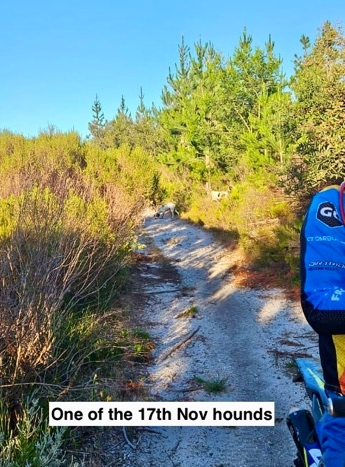 One of the 17th Nov hounds